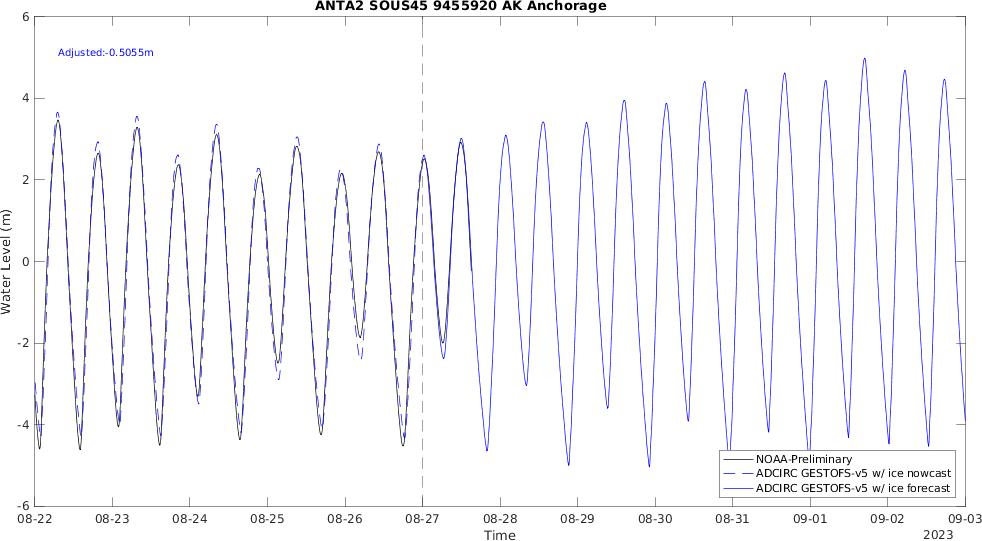 ANTA2 SOUS45 9455920 AK Anchorage
Adjusted:-0.5055m
6
4
2
0
-2
-4
-6
Water Level (m)
NOAA-Preliminary
ADCIRC GESTOFS-v5 w/ ice nowcast
ADCIRC GESTOFS-v5 w/ ice forecast
08-22 08-23 08-24 08-25 08-26 08-27 08-28 08-29 08-30 08-31 09-01 09-02 09-03
Time
2023